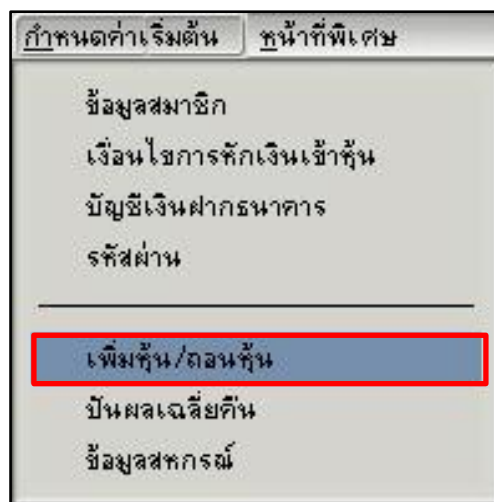 กำหนดค่าเริ่มต้น หน้าที่พิเศษ
ข้อมูลสมาชิก
เงื่อนไขการหักเงินเข้าหุ้น
บัญชีเงินฝากธนาคาร
รหัสผ่าน
เพิ่มหุ้น/ถอนหุ้น
ปันผลเฉลี่ยคืน
ข้อมูลสหกรณ์